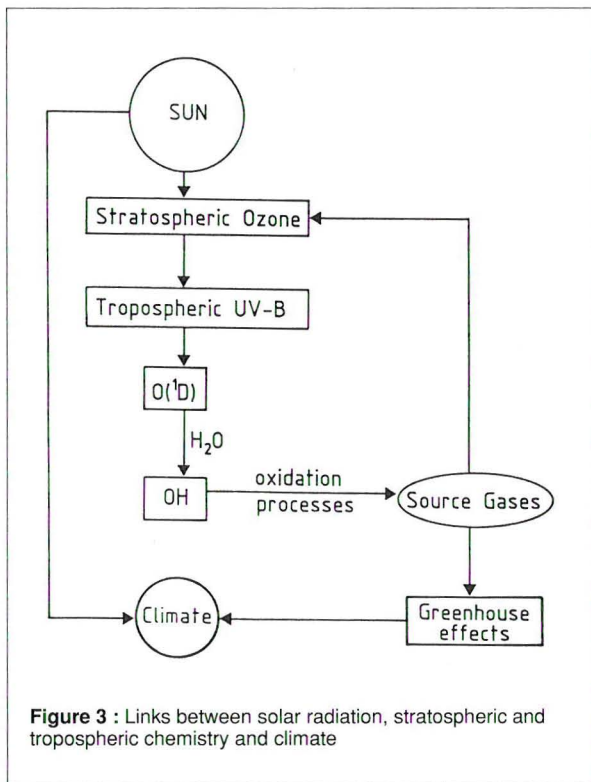 SUN
Stratospheric Ozone
Tropospheric UV-B
O(¹D)
H₂O
OH
oxidation
processes
Source Gases
Climate
Greenhouse
effects
Figure 3 : Links between solar radiation, stratospheric and
tropospheric chemistry and climate